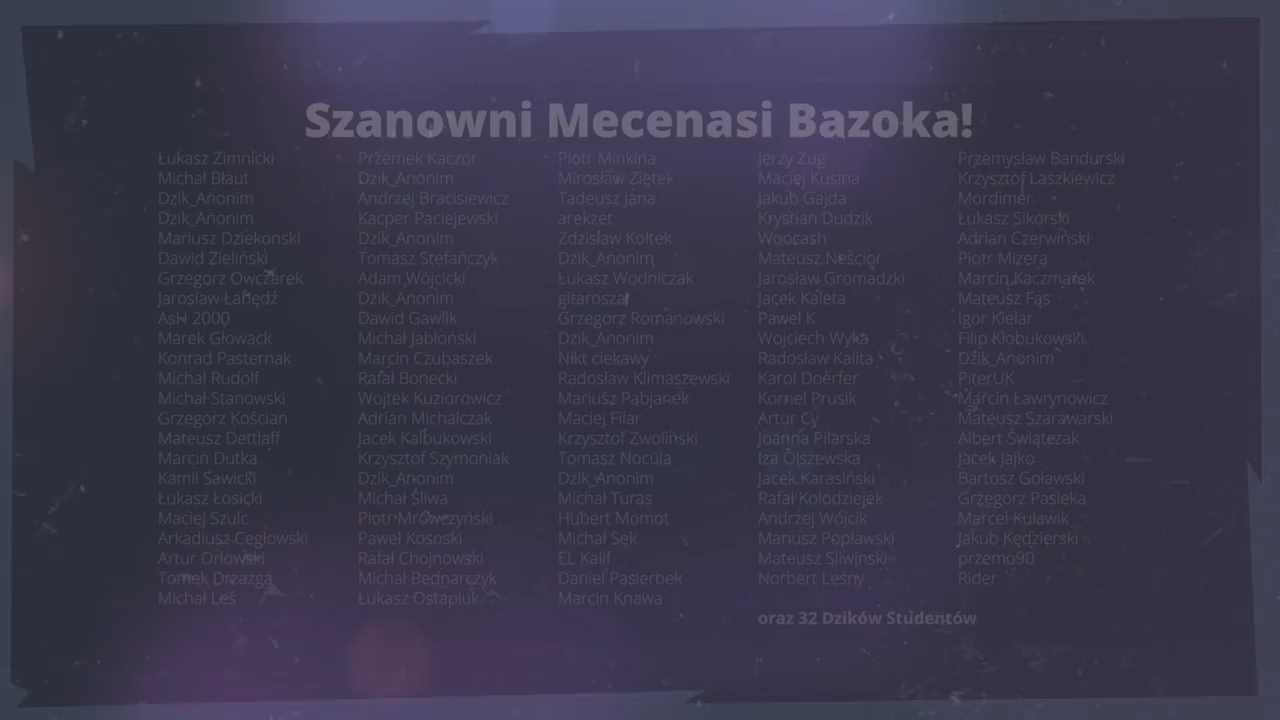 Szanowni Mecenasi Bazoka!
Łukasz Zimnicki
Michał Błaut
Dzik_Anonim
Dzik_Anonim
Mariusz Dziekonski
Dawid Zieliński
Grzegorz Owczarek
Jarosław Łabędź
AsH 2000
Marek Głowack
Konrad Pasternak
Michał Rudolf
Michał Stanowski
Grzegorz Kościan
Mateusz Dettlaff
Marcin Dutka
Kamil Sawicki
Łukasz Łosicki
Maciej Szulc
Arkadiusz Cegłowski
Artur Orłowski
Tomek Drzazga
Michał Leś
Przemek Kaczor
Dzik_Anonim
Andrzej Bracisiewicz
Kacper Paciejewski
Dzik_Anonim
Tomasz Stefańczyk
Adam Wójcicki
Dzik_Anonim
Dawid Gawlik
Michał Jabłoński
Marcin Czubaszek
Rafał Bonecki
Wojtek Kuziorowicz
Adrian Michałczak
Jacek Kalbukowski
Krzysztof Szymoniak
Dzik_Anonim
Michał Śliwa
Piotr Mrówczyński
Paweł Kososki
Rafał Chojnowski
Michał Bednarczyk
Łukasz Ostapiuk
Piotr Minkina
Mirosław Ziętek
Tadeusz Jana
arekzet
Zdzisław Kołtek
Dzik_Anonim
Łukasz Wodniczak
gitaroszał
Grzegorz Romanowski
Dzik_Anonim
Nikt ciekawy
Radosław Klimaszewski
Mariusz Pabjanek
Maciej Filar
Krzysztof Zwoliński
Tomasz Nocula
Dzik_Anonim
Michał Turas
Hubert Momot
Michał Sęk
EL Kalif
Daniel Pasierbek
Marcin Knawa
Jerzy Zug
Maciej Kusina
Jakub Gajda
Krystian Dudzik
Woocash
Mateusz Neścior
Jarosław Gromadzki
Jacek Kaleta
Paweł K
Wojciech Wyka
Radosław Kalita
Karol Doerfer
Kornel Prusik
Artur Cy
Joanna Pilarska
Iza Olszewska
Jacek Karasiński
Rafał Kołodziejek
Andrzej Wójcik
Mariusz Popławski
Mateusz Sliwjnski
Norbert Leśny
Przemysław Bandurski
Krzysztof Łaszkiewicz
Mordimer
Łukasz Sikorski
Adrian Czerwiński
Piotr Mizera
Marcin Kaczmarek
Mateusz Fąs
Igor Kielar
Filip Kłobukowski
Dzik_Anonim
PiterUK
Marcin Ławrynowicz
Mateusz Szarawarski
Albert Świątczak
Jacek Jajko
Bartosz Goławski
Grzegorz Pasieka
Marcel Kuławik
Jakub Kędzierski
przemo90
Rider
oraz 32 Dzików Studentów